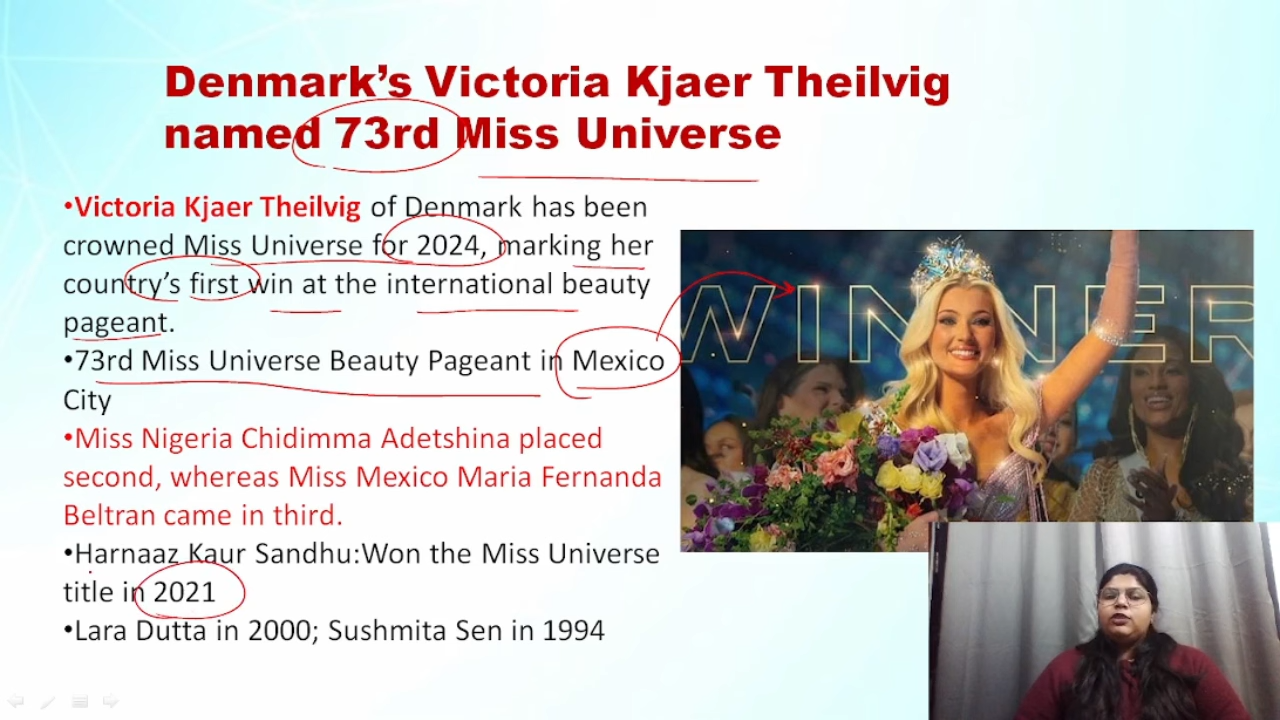 Denmark’s Victoria Kjaer Theilvig
named 73rd Miss Universe
•Victoria Kjaer Theilvig of Denmark has been
crowned Miss Universe for 2024, marking her
country’s first win at the international beauty
pageant.
•73rd Miss Universe Beauty Pageant in Mexico
City
•Miss Nigeria Chidimma Adetshina placed
second, whereas Miss Mexico Maria Fernanda
Beltran came in third.
•Harnaaz Kaur Sandhu:Won the Miss Universe
title in 2021
•Lara Dutta in 2000; Sushmita Sen in 1994
WINNER